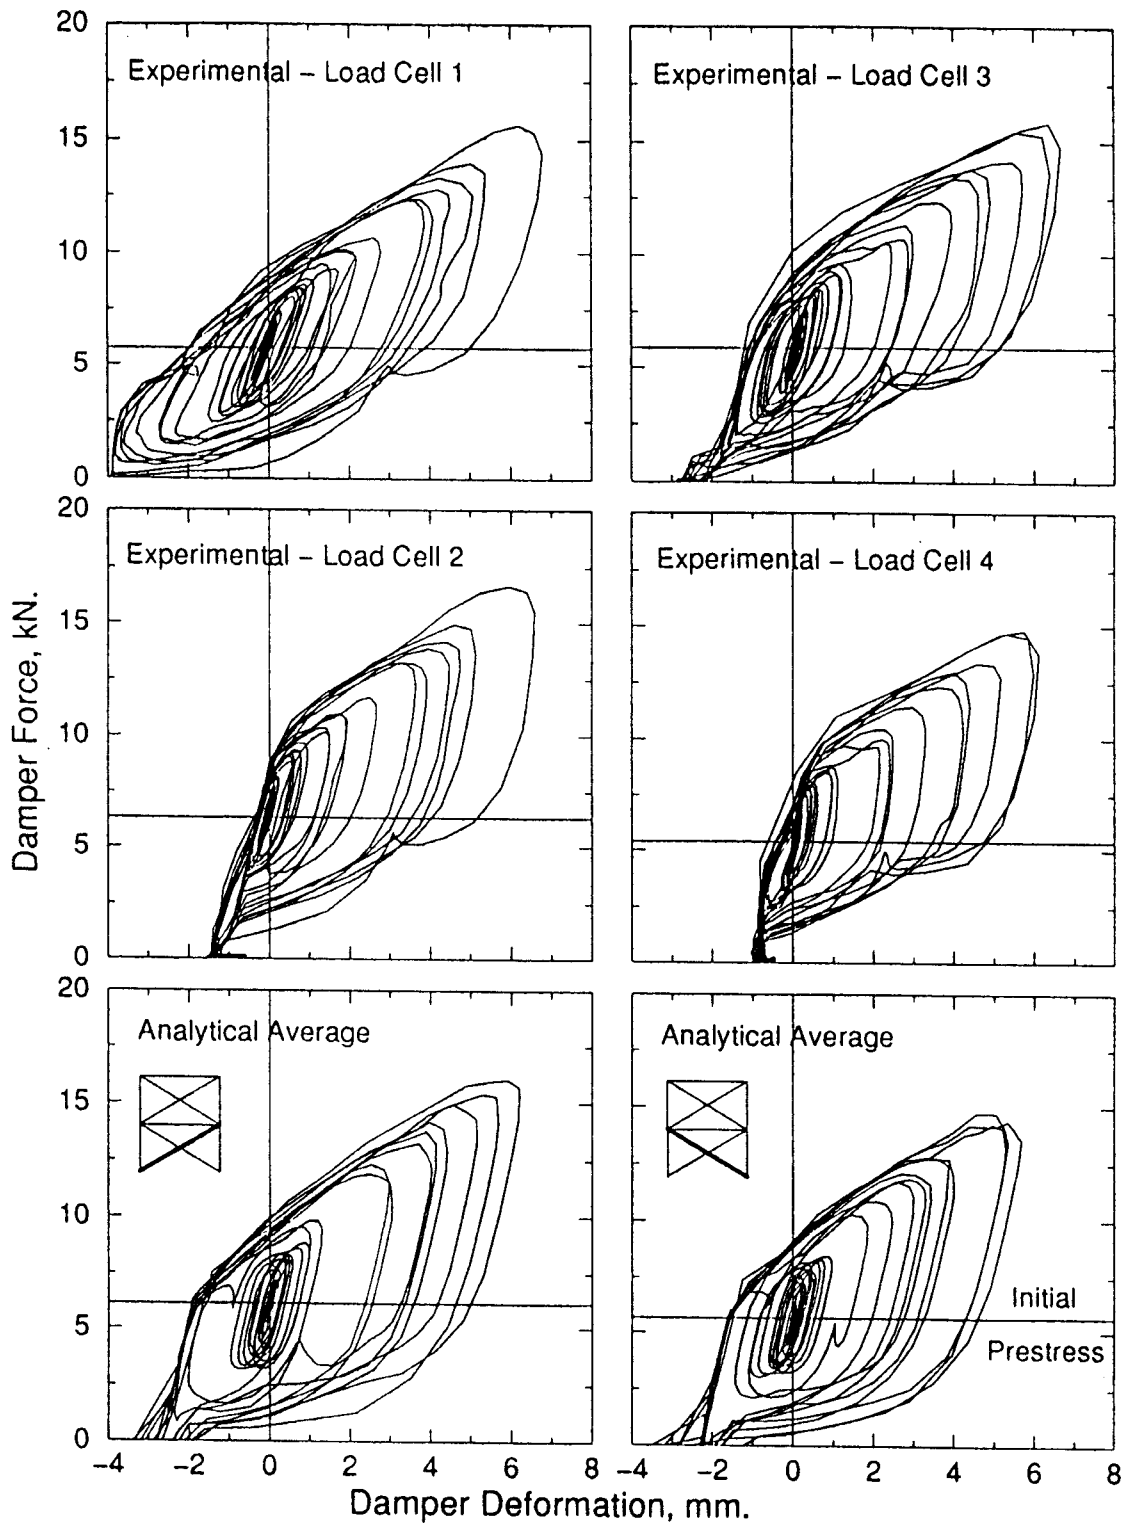 20
Experimental – Load Cell 1
Experimental – Load Cell 3
15
10
5
0
-4 -2 0 2 4 6 8
-4 -2 0 2 4 6 8
20
Experimental – Load Cell 2
Experimental – Load Cell 4
15
10
5
0
20
Analytical Average
Analytical Average
15
10
5
0
Initial
Prestress
Damper Force, kN.
Damper Deformation, mm.